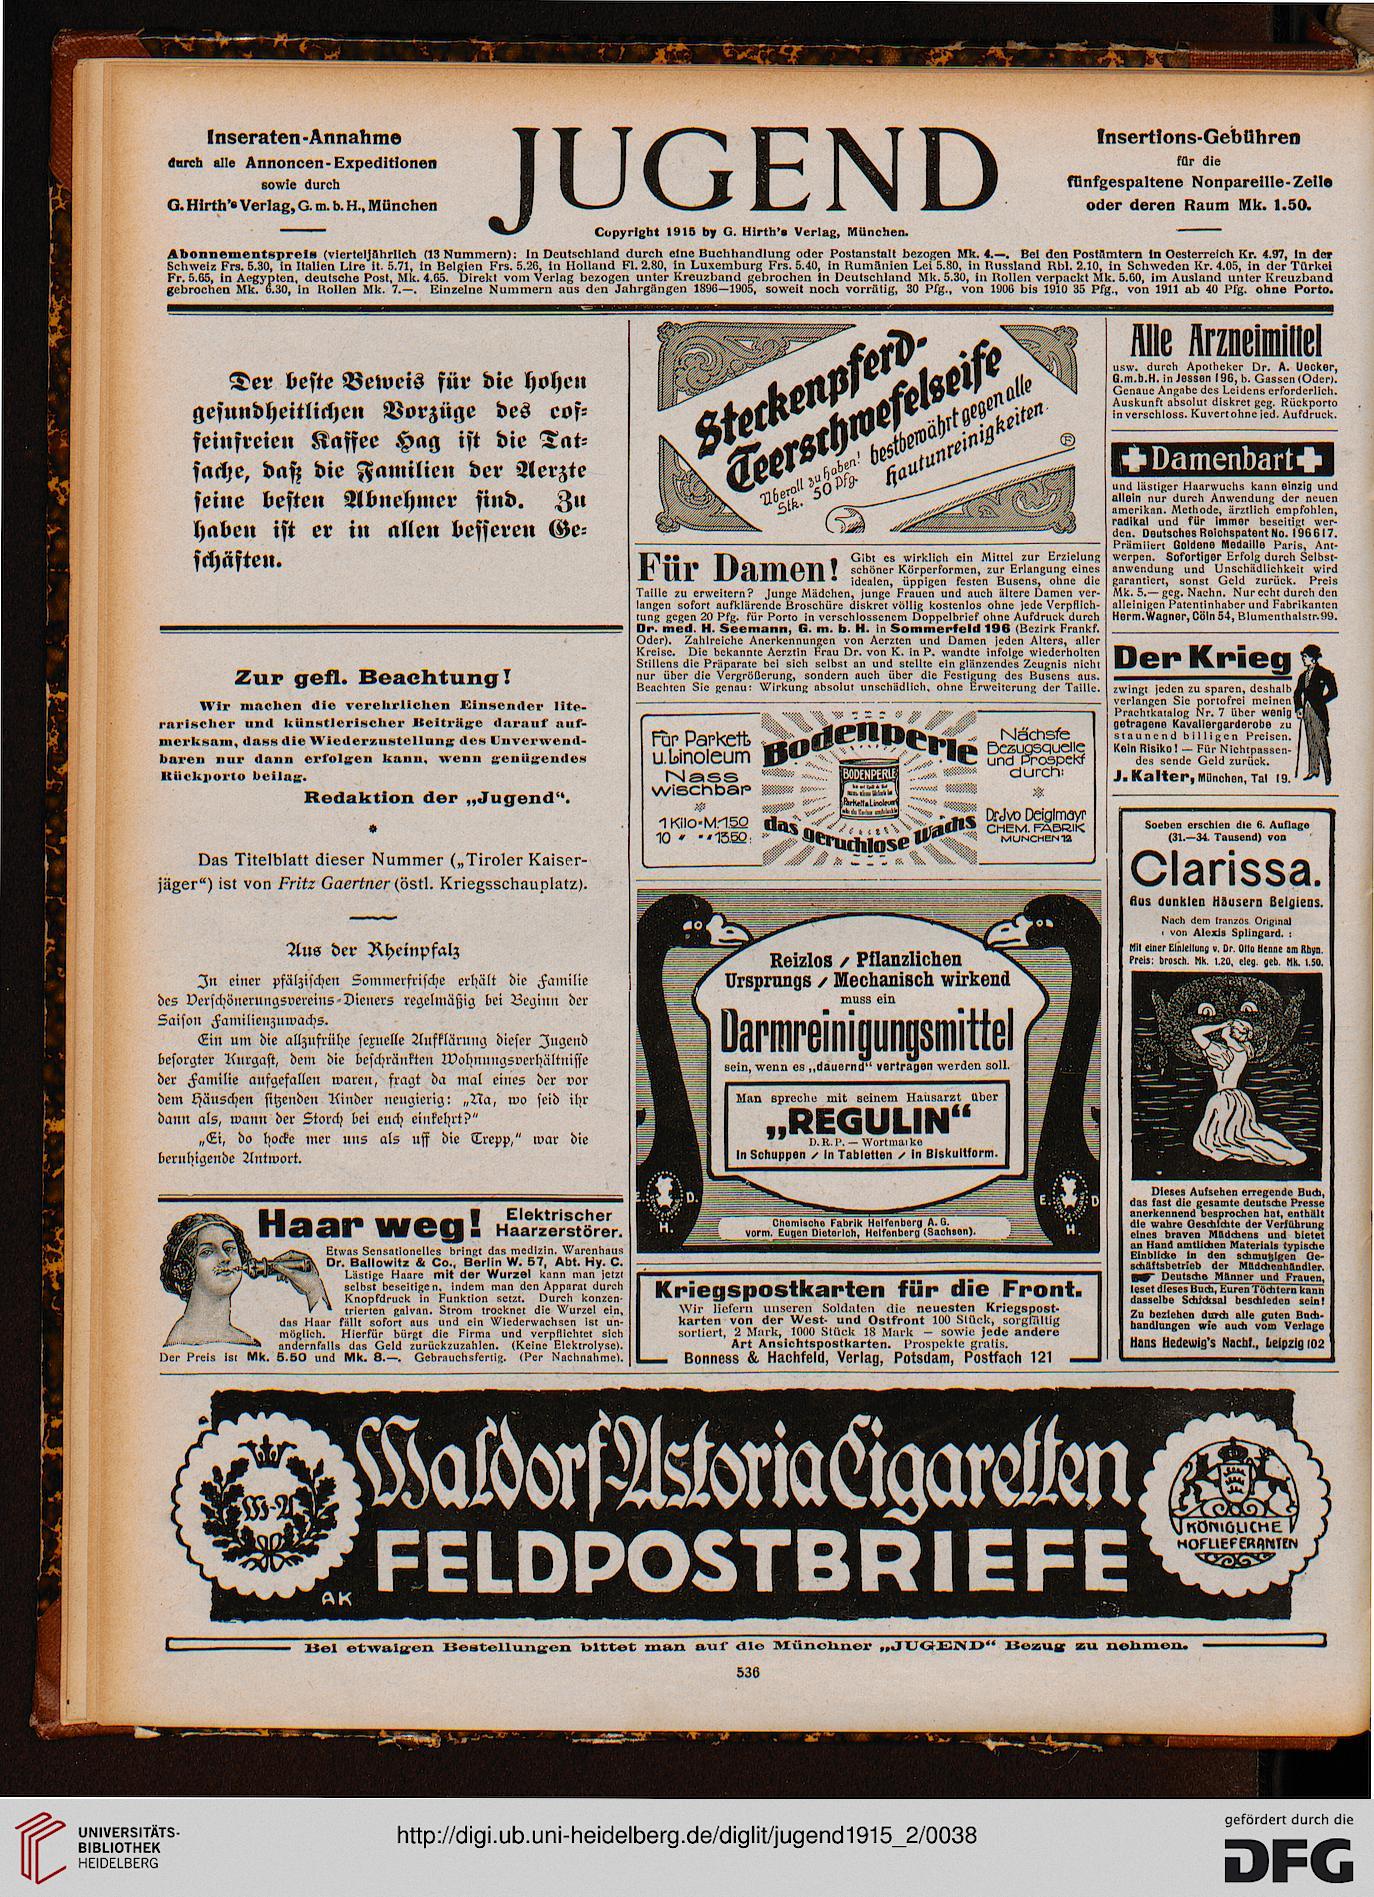 Inseraten-Annahme
durch alle Annoncen-Expeditionen
sowie durch
G. Hirth's Verlag, G. m. b. H., München
JUGEND
Copyright 1915 by G. Hirth's Verlag, München.
Insertions-Gebühren
für die
fünfgespaltene Nonpareille-Zeile
oder deren Raum Mk. 1.50.
Abonnementspreis (vierteljährlich (13 Nummern): In Deutschland durch eine Buchhandlung oder Postanstalt bezogen Mk. 4.—. Bei den Postämtern in Oesterreich Kr. 4.97, in der
Schweiz Frs. 5.30, in Italien Lire it. 5.71, in Belgien Frs. 5.26, in Holland Fl. 2.80, in Luxemburg Frs. 5.40, in Rumänien Lei 5.80, in Russland Rbl. 2.10, in Schweden Kr. 4.05, in der Türkei
Fr. 5.65, in Aegypten, deutsche Post, Mk. 4.65. Direkt vom Verlag bezogen unter Kreuzband gebrochen in Deutschland Mk. 5.30, in Rollen verpackt Mk. 5.60, im Ausland unter Kreuzband
gebrochen Mk. 6.30, in Rollen Mk. 7.—. Einzelne Nummern aus den Jahrgängen 1896—1905, soweit noch vorrätig, 30 Pfg., von 1906 bis 1910 35 Pfg., von 1911 ab 40 Pfg. ohne Porto.
Der beste Beweis für die hohen
gesundheitlichen Vorzüge des cof-
feinfreien Kaffee Hag ist die Tat-
sache, daß die Familien der Aerzte
seine besten Abnehmer sind. Zu
haben ist er in allen besseren Ge-
schäften.
Zur gefl. Beachtung!
Wir machen die verehrlichen Einsender lite-
rarischer und künstlerischer Beiträge darauf auf-
merksam, dass die Wiederzustellung des Unverwend-
baren nur dann erfolgen kann, wenn genügendes
Rückporto beilag.
Redaktion der „Jugend“.
*
Das Titelblatt dieser Nummer („Tiroler Kaiser-
jäger“) ist von Fritz Gaertner (östl. Kriegsschauplatz).
Aus der Rheinpfalz
In einer pfälzischen Sommerfrische erhält die Familie
des Verschönerungsvereins-Dieners regelmäßig bei Beginn der
Saison Familienzuwachs.
Ein um die allzufrühe sexuelle Aufklärung dieser Jugend
besorgter Kurgast, dem die beschränkten Wohnungsverhältnisse
der Familie aufgefallen waren, fragt da mal eines der vor
dem Häuschen sitzenden Kinder neugierig: „Na, wo seid ihr
dann als, wann der Storch bei euch einkehrt?“
„Ei, do hocke mer uns als uff die Trepp,“ war die
beruhigende Antwort.
Haar weg! Elektrischer
Haarzerstörer.
Etwas Sensationelles bringt das medizin. Warenhaus
Dr. Ballowitz & Co., Berlin W. 57, Abt. Hy. C.
Lästige Haare mit der Wurzel kann man jetzt
selbst beseitigen, indem man den Apparat durch
Knopfdruck in Funktion setzt. Durch konzen-
trierten galvan. Strom trocknet die Wurzel ein,
das Haar fällt sofort aus und ein Wiederwachsen ist un-
möglich. Hierfür bürgt die Firma und verpflichtet sich
andernfalls das Geld zurückzuzahlen. (Keine Elektrolyse).
Der Preis ist Mk. 5.50 und Mk. 8.—. Gebrauchsfertig. (Per Nachnahme).
Steckenpferd-
Teerschwefelseife
Überall zu haben! bestbewährt gegen alle
Stk. 50 Pfg. Hautunreinigkeiten.
®
Für Damen! Gibt es wirklich ein Mittel zur Erzielung
schöner Körperformen, zur Erlangung eines
idealen, üppigen festen Busens, ohne die
Taille zu erweitern? Junge Mädchen, junge Frauen und auch ältere Damen ver-
langen sofort aufklärende Broschüre diskret völlig kostenlos ohne jede Verpflich-
tung gegen 20 Pfg. für Porto in verschlossenem Doppelbrief ohne Aufdruck durch
Dr. med. H. Seemann, G. m. b. H. in Sommerfeld 196 (Bezirk Frankf.
Oder). Zahlreiche Anerkennungen von Aerzten und Damen jeden Alters, aller
Kreise. Die bekannte Aerztin Frau Dr. von K. in P. wandte infolge wiederholten
Stillens die Präparate bei sich selbst an und stellte ein glänzendes Zeugnis nicht
nur über die Vergrößerung, sondern auch über die Festigung des Busens aus.
Beachten Sie genau: Wirkung absolut unschädlich, ohne Erweiterung der Taille.
Für Parkett
u. Linoleum
Nass
wischbar
*
1 Kilo=M. 1.50
10 " " " 13.50.
Bodenperle
BODENPERLE
Parkett & Linoleum
das geruchlose Wachs
Nächste
Bezugsquelle
und Prospekt
durch:
*
Dr. Jvo Deiglmayr
CHEM. FABRIK
MÜNCHEN 12
Reizlos / Pflanzlichen
Ursprungs / Mechanisch wirkend
muss ein
Darmreinigungsmittel
sein, wenn es „dauernd“ vertragen werden soll.
Man spreche mit seinem Hausarzt über
„REGULIN“
D. R. P. — Wortmarke
In Schuppen / In Tabletten / In Biskuitform.
E. D.
H.
E. D.
H.
Chemische Fabrik Helfenberg A. G.
vorm. Eugen Dieterich, Helfenberg (Sachsen).
Kriegspostkarten für die Front.
Wir liefern unseren Soldaten die neuesten Kriegspost-
karten von der West- und Ostfront 100 Stück, sorgfältig
sortiert, 2 Mark, 1000 Stück 18 Mark — sowie jede andere
Art Ansichtspostkarten. Prospekte gratis.
Bonness & Hachfeld, Verlag, Potsdam, Postfach 121
Alle Arzneimittel
usw. durch Apotheker Dr. A. Uecker,
G.m.b.H. in Jessen 196, b. Gassen (Oder).
Genaue Angabe des Leidens erforderlich.
Auskunft absolut diskret geg. Rückporto
in verschloss. Kuvert ohne jed. Aufdruck.
Damenbart
und lästiger Haarwuchs kann einzig und
allein nur durch Anwendung der neuen
amerikan. Methode, ärztlich empfohlen,
radikal und für immer beseitigt wer-
den. Deutsches Reichspatent No. 196617.
Prämiiert Goldene Medaille Paris, Ant-
werpen. Sofortiger Erfolg durch Selbst-
anwendung und Unschädlichkeit wird
garantiert, sonst Geld zurück. Preis
Mk. 5.— geg. Nachn. Nur echt durch den
alleinigen Patentinhaber und Fabrikanten
Herm. Wagner, Cöln 54, Blumenthalstr. 99.
Der Krieg
zwingt jeden zu sparen, deshalb
verlangen Sie portofrei meinen
Prachtkatalog Nr. 7 über wenig
getragene Kavaliergarderobe zu
staunend billigen Preisen.
Kein Risiko! — Für Nichtpassen-
des sende Geld zurück.
J. Kalter, München, Tal 19.
Soeben erschien die 6. Auflage
(31.—34. Tausend) von
Clarissa.
Aus dunklen Häusern Belgiens.
Nach dem französ. Original
von Alexis Splingard. :
Mit einer Einleitung v. Dr. Otto Henne am Rhyn.
Preis: brosch. Mk. 1.20, eleg. geb. Mk. 1.50.
Dieses Aufsehen erregende Buch,
das fast die gesamte deutsche Presse
anerkennend besprochen hat, enthält
die wahre Geschichte der Verführung
eines braven Mädchens und bietet
an Hand amtlichen Materials typische
Einblicke in den schmutzigen Ge-
schäftsbetrieb der Mädchenhändler.
Deutsche Männer und Frauen,
leset dieses Buch, Euren Töchtern kann
dasselbe Schicksal beschieden sein!
Zu beziehen durch alle guten Buch-
handlungen wie auch vom Verlage
Hans Hedewig's Nachf., Leipzig 102
W-A
Waldorf-Astoria Cigaretten
FELDPOSTBRIEFE
AK
KÖNIGLICHE
HOFLIEFERANTEN
Bei etwaigen Bestellungen bittet man auf die Münchner „JUGEND“ Bezug zu nehmen.
536
UNIVERSITÄTS-
BIBLIOTHEK
HEIDELBERG
http://digi.ub.uni-heidelberg.de/diglit/jugend1915_2/0038
gefördert durch die
DFG